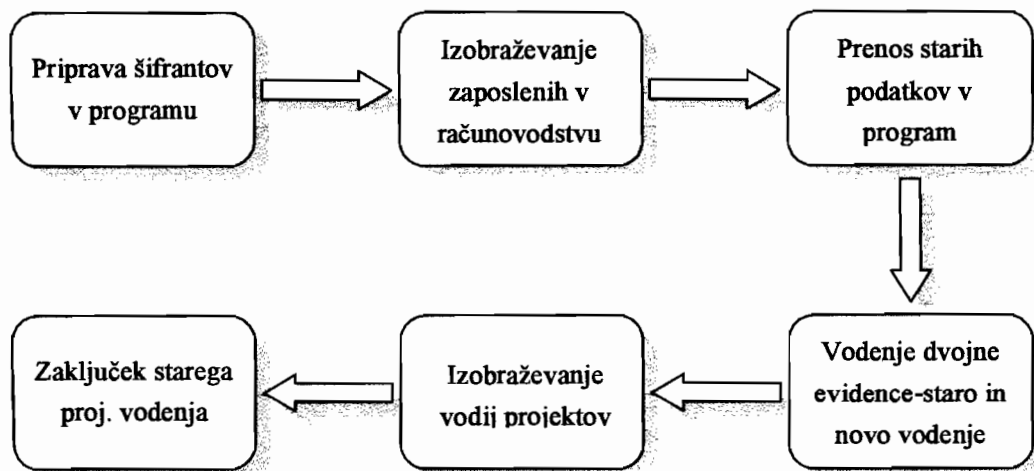 Priprava šifrantov
v programu
Izobraževanje
zaposlenih v
računovodstvu
Prenos starih
podatkov v
program
Vodenje dvojne
evidence-staro in
novo vodenje
Izobraževanje
vodij projektov
Zaključek starega
proj. vodenja